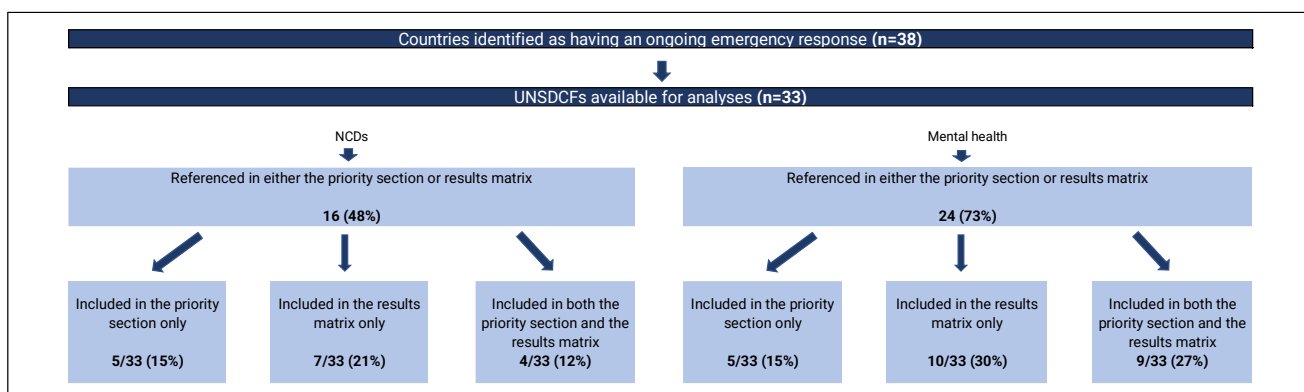 Countries identified as having an ongoing emergency response (n=38)
UNSDCFs available for analyses (n=33)
NCDs
Referenced in either the priority section or results matrix
16 (48%)
Included in the priority
section only
5/33 (15%)
Included in the results
matrix only
7/33 (21%)
Included in both the
priority section and the
results matrix
4/33 (12%)
Mental health
Referenced in either the priority section or results matrix
24 (73%)
Included in the priority
section only
5/33 (15%)
Included in the results
matrix only
10/33 (30%)
Included in both the
priority section and the
results matrix
9/33 (27%)